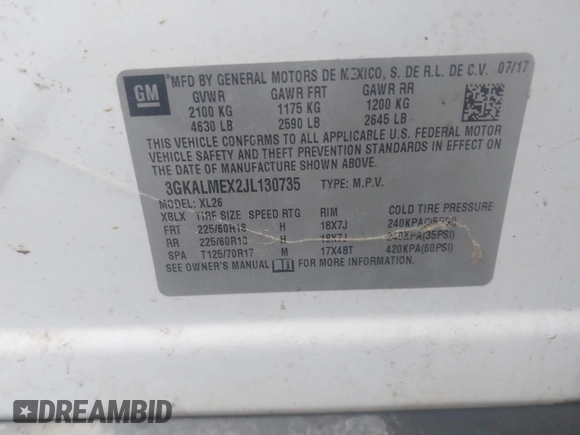 GM
MFD BY GENERAL MOTORS DE MEXICO, S. DE R.L. DE C.V. 07/17
GVWR GAWR FRT GAWR RR
2100 KG 1175 KG 1200 KG
4630 LB 2590 LB 2645 LB
THIS VEHICLE CONFORMS TO ALL APPLICABLE U.S. FEDERAL MOTOR
VEHICLE SAFETY AND THEFT PREVENTION STANDARDS IN EFFECT ON
THE DATE OF MANUFACTURE SHOWN ABOVE.
3GKALMEX2JL130735 TYPE: M.P.V.
MODEL: XL26
XBLX TIRE SIZE SPEED RTG RIM COLD TIRE PRESSURE
FRT 225/60R18 H 18X7J 240KPA(35PSI)
RR 225/60R18 H 18X7J 240KPA(35PSI)
SPA T125/70R17 M 17X4BT 420KPA(60PSI)
SEE OWNER'S MANUAL FOR MORE INFORMATION.
DREAMBID